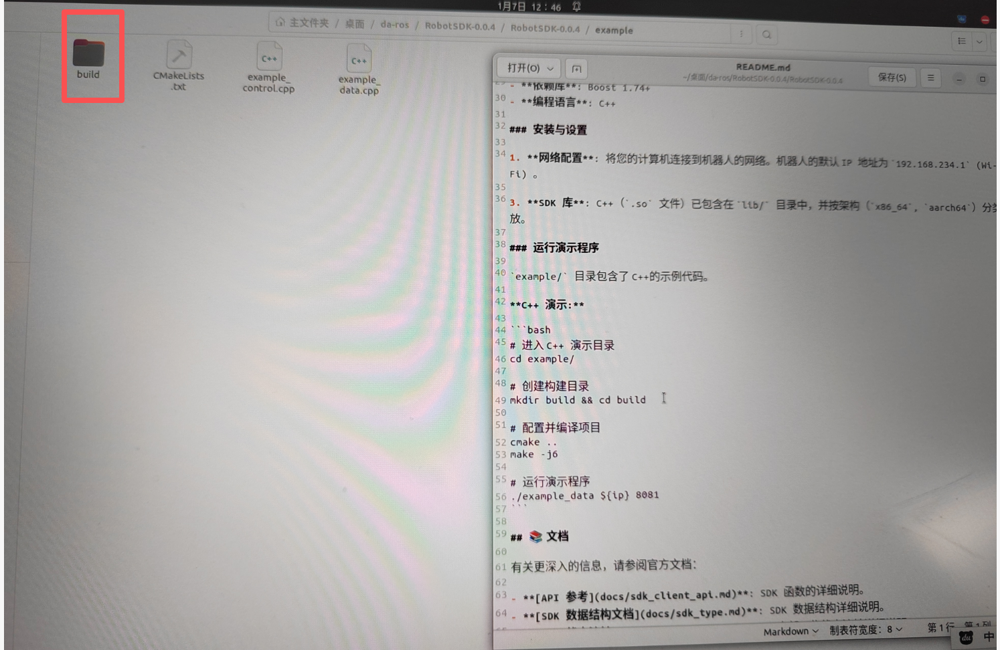 1月7日 12:46
主文件夹 / 桌面 / da-ros / RobotSDK-0.0.4 / RobotSDK-0.0.4 / example
build
CMakeLists
.txt
example_
control.cpp
example_
data.cpp
打开(O)
README.md
~/桌面/da-ros/RobotSDK-0.0.4/RobotSDK-0.0.4
保存(S)
29 - **依赖库**: Boost 1.74+
30 - **编程语言**: C++
31
32 ### 安装与设置
33
34 1. **网络配置**: 将您的计算机连接到机器人的网络。机器人的默认 IP 地址为 `192.168.234.1` (Wi-
Fi) 。
35
36 3. **SDK 库**: C++ (`.so` 文件) 已包含在 `lib/` 目录中，并按架构 (`x86_64`, `aarch64`) 分类
放。
37
38 ### 运行演示程序
39
40 `example/` 目录包含了 C++的示例代码。
41
42 **C++ 演示:**
43
44 ```bash
45 # 进入 C++ 演示目录
46 cd example/
47
48 # 创建构建目录
49 mkdir build && cd build
50
51 # 配置并编译项目
52 cmake ..
53 make -j6
54
55 # 运行演示程序
56 ./example_data ${ip} 8081
57 ```
58
59 ## 📚 文档
60
61 有关更深入的信息，请参阅官方文档：
62
63 - **[API 参考](docs/sdk_client_api.md)**: SDK 函数的详细说明。
64 - **[SDK 数据结构文档](docs/sdk_type.md)**: SDK 数据结构详细说明。
Markdown 制表符宽度: 8 第 1 行, 第 1 列
du 中